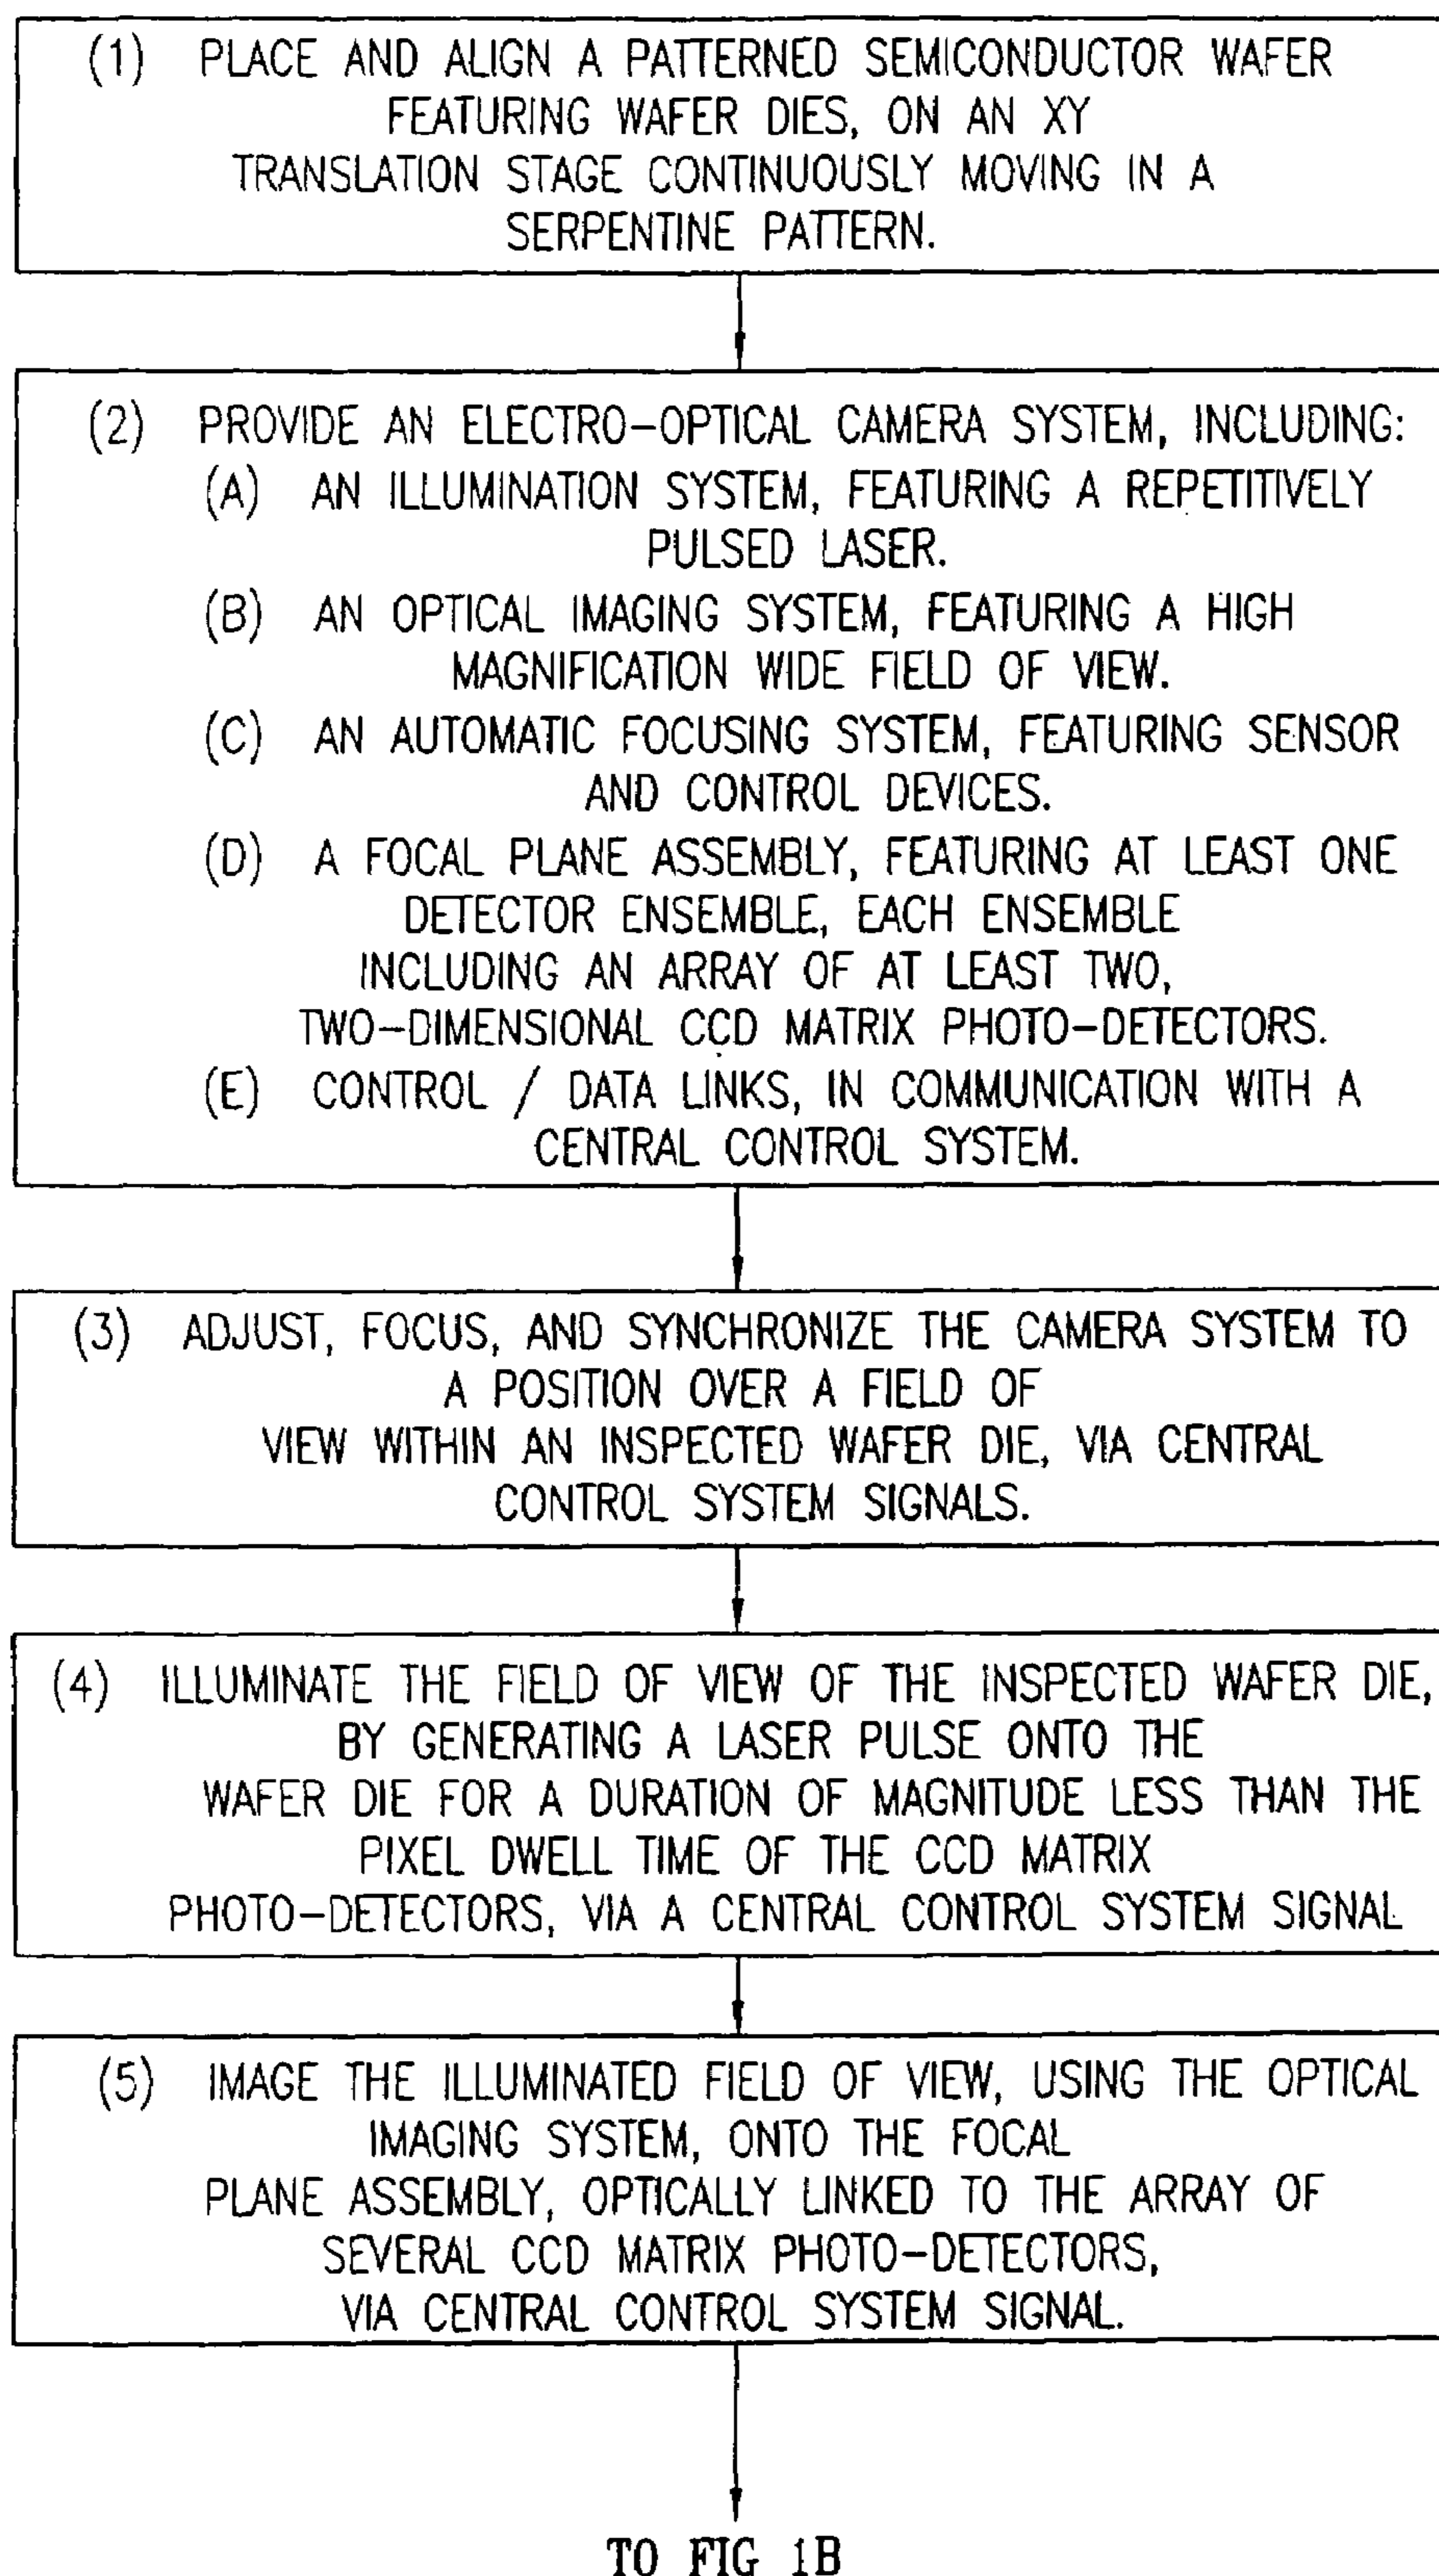 (1) PLACE AND ALIGN A PATTERNED SEMICONDUCTOR WAFER
FEATURING WAFER DIES, ON AN XY
TRANSLATION STAGE CONTINUOUSLY MOVING IN A
SERPENTINE PATTERN.
(2) PROVIDE AN ELECTRO-OPTICAL CAMERA SYSTEM, INCLUDING:
(A) AN ILLUMINATION SYSTEM, FEATURING A REPETITIVELY
PULSED LASER.
(B) AN OPTICAL IMAGING SYSTEM, FEATURING A HIGH
MAGNIFICATION WIDE FIELD OF VIEW.
(C) AN AUTOMATIC FOCUSING SYSTEM, FEATURING SENSOR
AND CONTROL DEVICES.
(D) A FOCAL PLANE ASSEMBLY, FEATURING AT LEAST ONE
DETECTOR ENSEMBLE, EACH ENSEMBLE
INCLUDING AN ARRAY OF AT LEAST TWO,
TWO-DIMENSIONAL CCD MATRIX PHOTO-DETECTORS.
(E) CONTROL / DATA LINKS, IN COMMUNICATION WITH A
CENTRAL CONTROL SYSTEM.
(3) ADJUST, FOCUS, AND SYNCHRONIZE THE CAMERA SYSTEM TO
A POSITION OVER A FIELD OF
VIEW WITHIN AN INSPECTED WAFER DIE, VIA CENTRAL
CONTROL SYSTEM SIGNALS.
(4) ILLUMINATE THE FIELD OF VIEW OF THE INSPECTED WAFER DIE,
BY GENERATING A LASER PULSE ONTO THE
WAFER DIE FOR A DURATION OF MAGNITUDE LESS THAN THE
PIXEL DWELL TIME OF THE CCD MATRIX
PHOTO-DETECTORS, VIA A CENTRAL CONTROL SYSTEM SIGNAL
(5) IMAGE THE ILLUMINATED FIELD OF VIEW, USING THE OPTICAL
IMAGING SYSTEM, ONTO THE FOCAL
PLANE ASSEMBLY, OPTICALLY LINKED TO THE ARRAY OF
SEVERAL CCD MATRIX PHOTO-DETECTORS,
VIA CENTRAL CONTROL SYSTEM SIGNAL.
TO FIG 1B